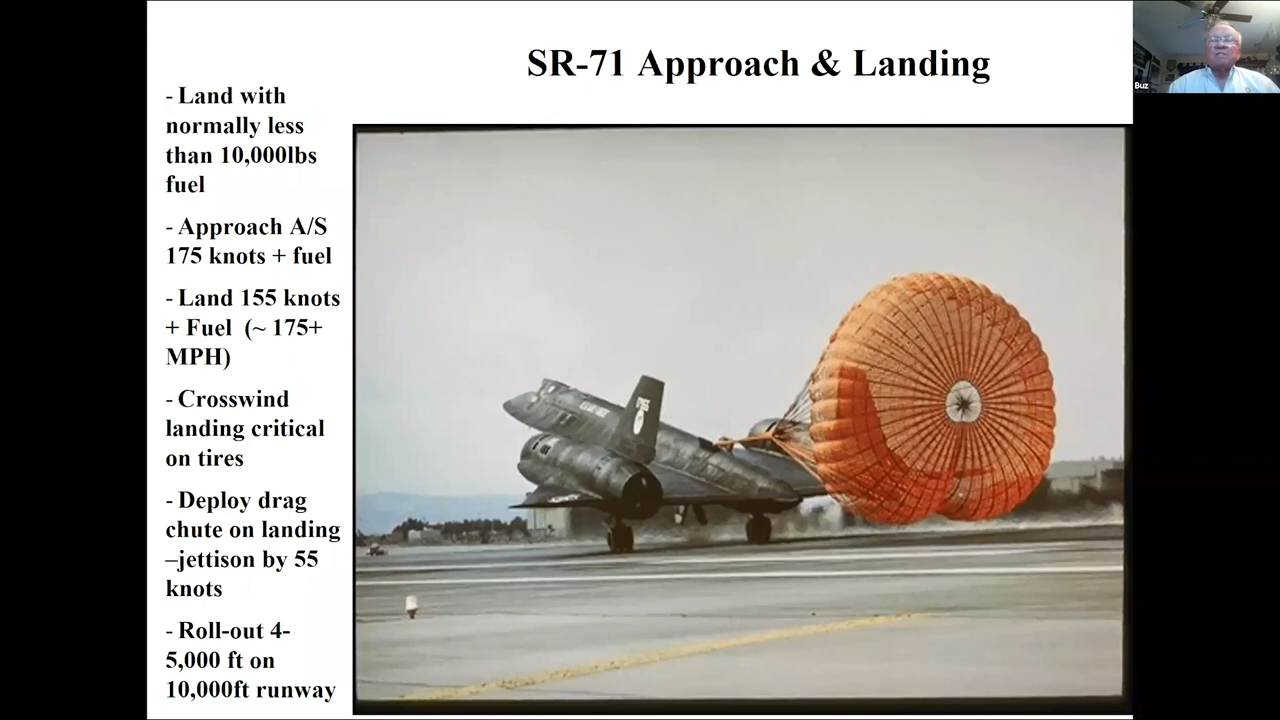 SR-71 Approach & Landing
- Land with
normally less
than 10,000lbs
fuel
- Approach A/S
175 knots + fuel
- Land 155 knots
+ Fuel (~ 175+
MPH)
- Crosswind
landing critical
on tires
- Deploy drag
chute on landing
–jettison by 55
knots
- Roll-out 4-
5,000 ft on
10,000ft runway
Buz